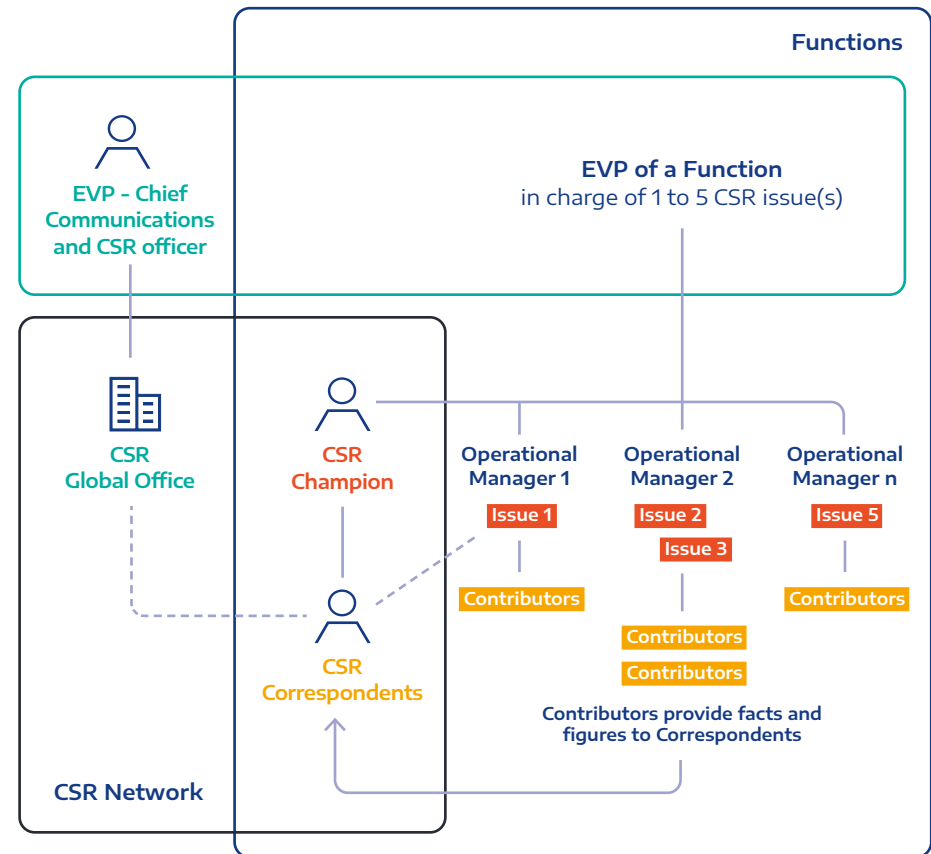 Functions
EVP - Chief
Communications
and CSR officer
EVP of a Function
in charge of 1 to 5 CSR issue(s)
CSR
Global Office
CSR
Champion
Operational
Manager 1
Issue 1
Contributors
Operational
Manager 2
Issue 2
Issue 3
Contributors
Contributors
Operational
Manager n
Issue 5
Contributors
CSR
Correspondents
Contributors provide facts and
figures to Correspondents
CSR Network